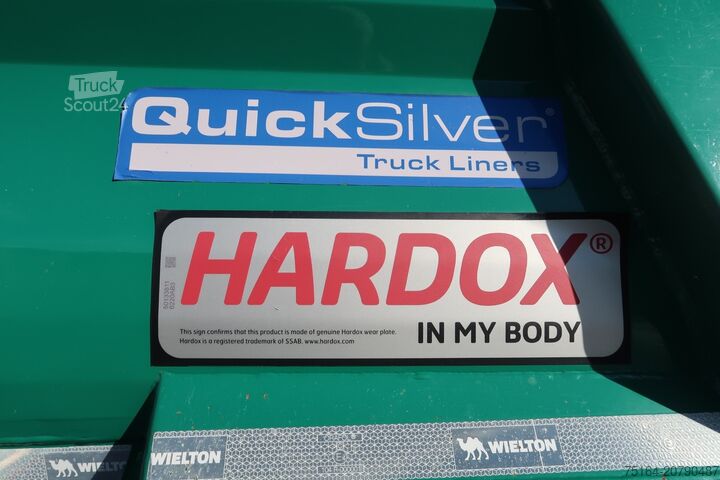 Truck
Scout24
QuickSilver®
Truck Liners
HARDOX®
IN MY BODY
This sign confirms that this product is made of genuine Hardox wear plate.
Hardox is a registered trademark of SSAB. www.hardox.com
WIELTON
WIELTON
WIELTON
75164-20790487